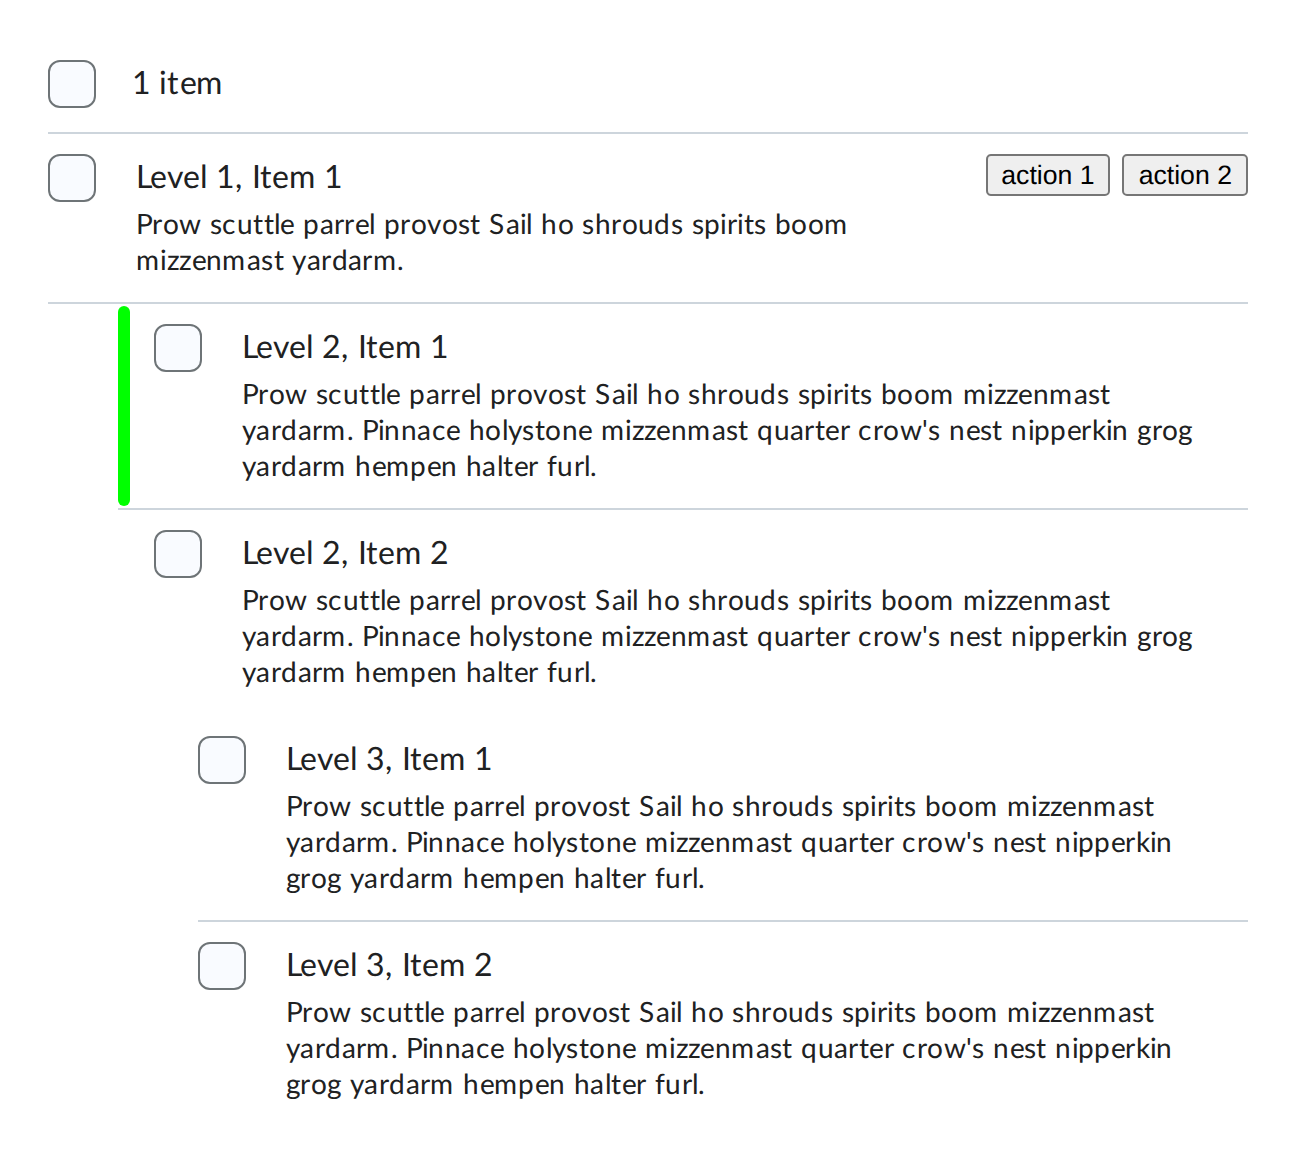 1 item
Level 1, Item 1
action 1 action 2
Prow scuttle parrel provost Sail ho shrouds spirits boom
mizzenmast yardarm.
Level 2, Item 1
Prow scuttle parrel provost Sail ho shrouds spirits boom mizzenmast
yardarm. Pinnace holystone mizzenmast quarter crow's nest nipperkin grog
yardarm hempen halter furl.
Level 2, Item 2
Prow scuttle parrel provost Sail ho shrouds spirits boom mizzenmast
yardarm. Pinnace holystone mizzenmast quarter crow's nest nipperkin grog
yardarm hempen halter furl.
Level 3, Item 1
Prow scuttle parrel provost Sail ho shrouds spirits boom mizzenmast
yardarm. Pinnace holystone mizzenmast quarter crow's nest nipperkin
grog yardarm hempen halter furl.
Level 3, Item 2
Prow scuttle parrel provost Sail ho shrouds spirits boom mizzenmast
yardarm. Pinnace holystone mizzenmast quarter crow's nest nipperkin
grog yardarm hempen halter furl.